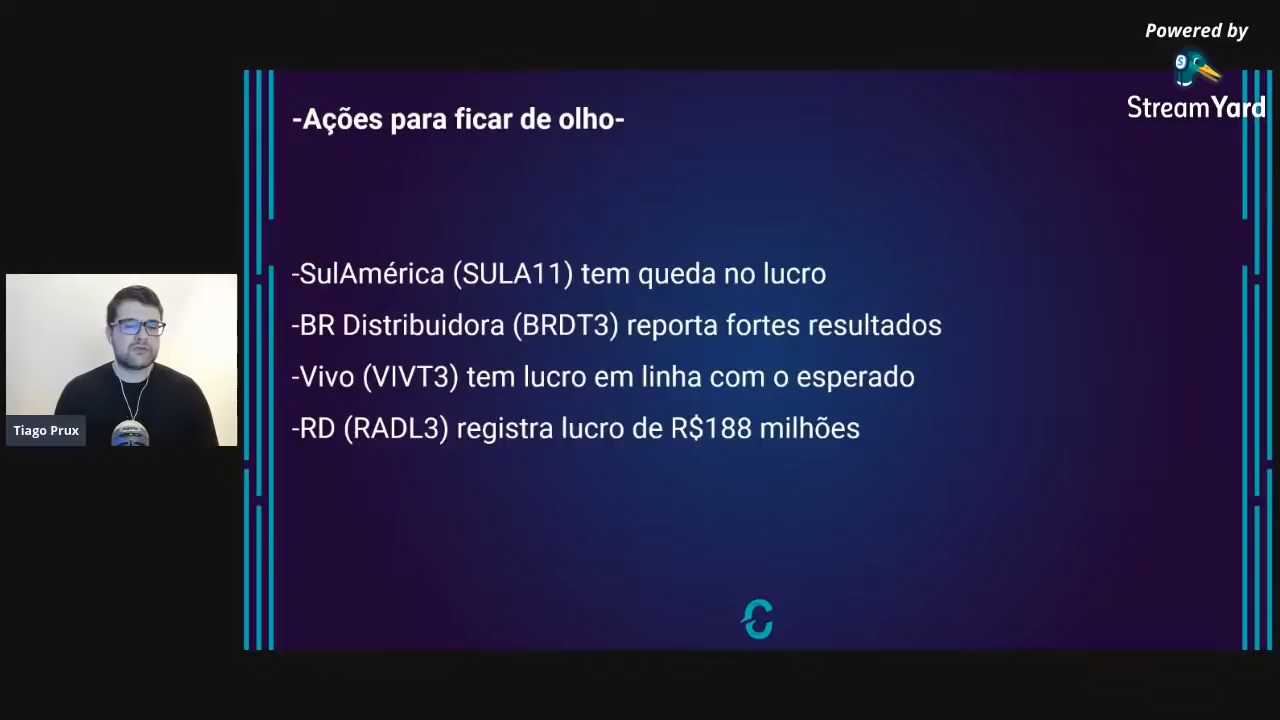 Powered by
StreamYard
-Ações para ficar de olho-
-SulAmérica (SULA11) tem queda no lucro
-BR Distribuidora (BRDT3) reporta fortes resultados
-Vivo (VIVT3) tem lucro em linha com o esperado
-RD (RADL3) registra lucro de R$188 milhões
Tiago Prux